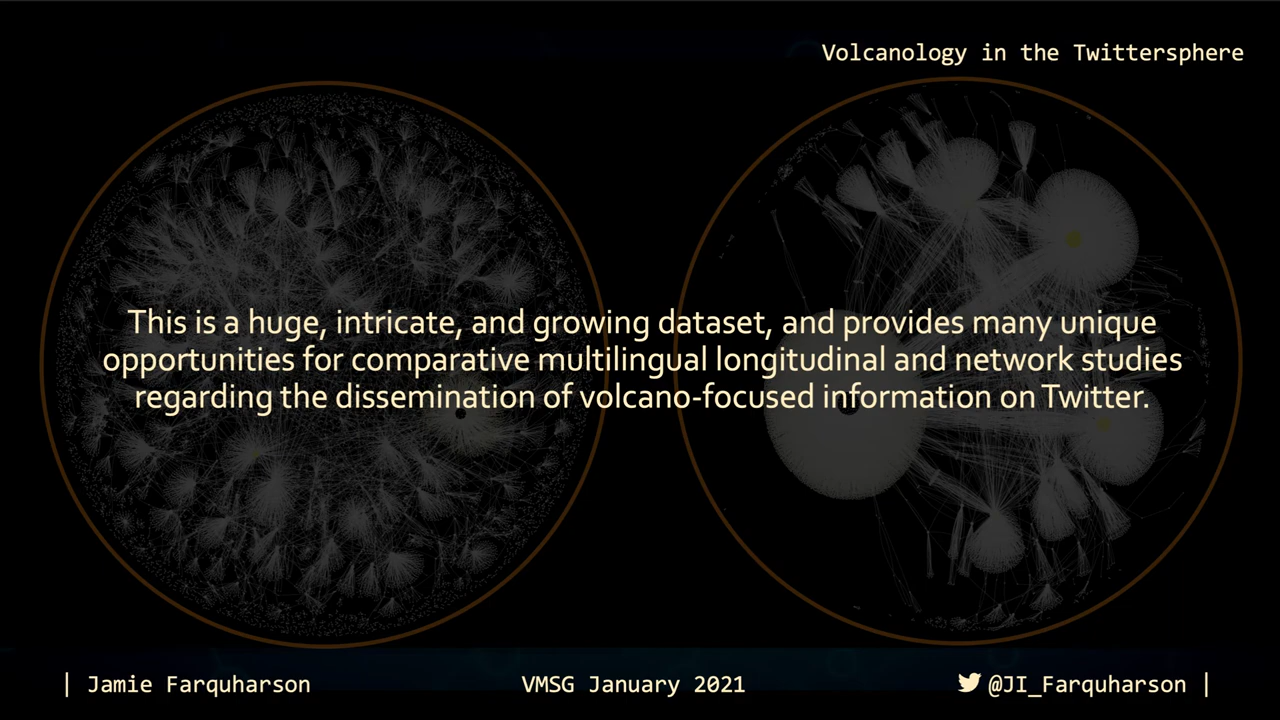 Volcanology in the Twittersphere
This is a huge, intricate, and growing dataset, and provides many unique
opportunities for comparative multilingual longitudinal and network studies
regarding the dissemination of volcano-focused information on Twitter.
| Jamie Farquharson
VMSG January 2021
@JI_Farquharson |